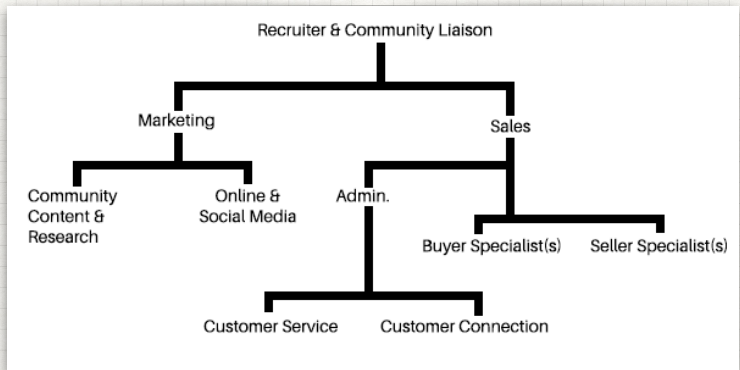 Recruiter & Community Liaison
Marketing
Sales
Community
Content &
Research
Online &
Social Media
Admin.
Buyer Specialist(s)
Seller Specialist(s)
Customer Service
Customer Connection